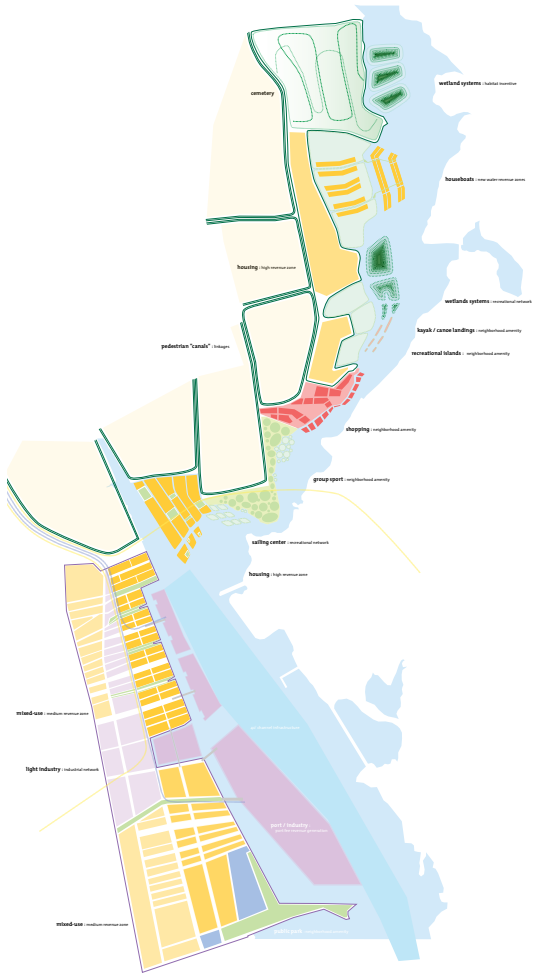 wetland systems : habitat incentive
cemetery
houseboats : new water revenue zones
housing : high revenue zone
wetlands systems : recreational network
kayak / canoe landings : neighborhood amenity
pedestrian "canals" : linkages
recreational islands : neighborhood amenity
shopping : neighborhood amenity
group sport : neighborhood amenity
sailing center : recreational network
housing : high revenue zone
mixed-use : medium revenue zone
light industry : industrial network
port / industry :
mixed-use : medium revenue zone
public park :